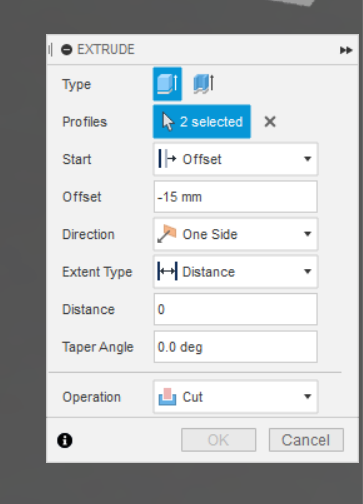 EXTRUDE
Type
Profiles 2 selected
Start Offset
Offset -15 mm
Direction One Side
Extent Type Distance
Distance 0
Taper Angle 0.0 deg
Operation Cut
OK Cancel